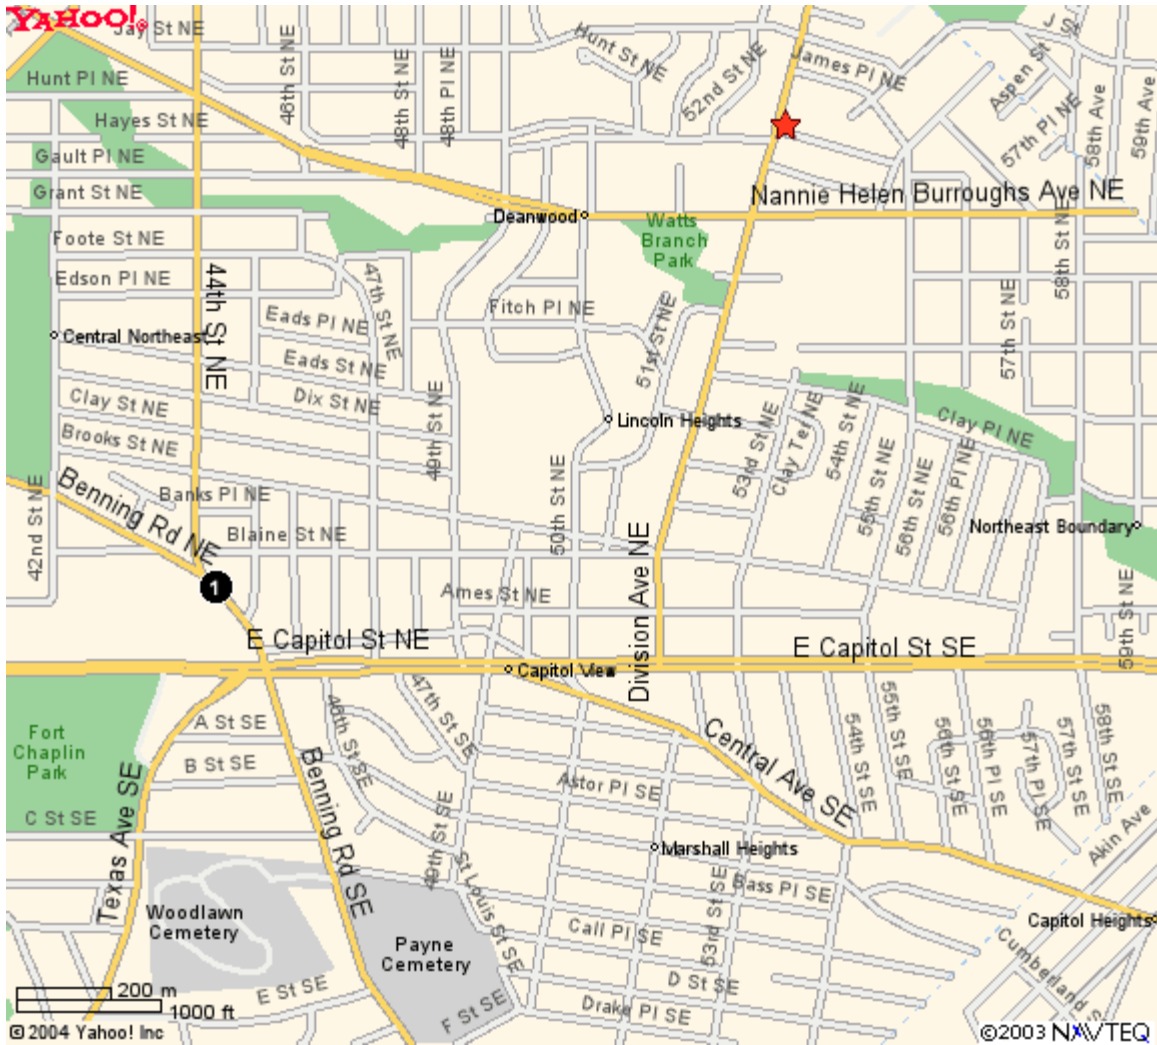 YAHOO!
Jay St NE
Hunt Pl NE
46th St NE
48th St NE
48th Pl NE
Hunt St NE
52nd St NE
James Pl NE
Aspen St
J St
57th Pl NE
58th Ave
59th Ave
Hayes St NE
Gault Pl NE
Grant St NE
Nannie Helen Burroughs Ave NE
Deanwood
Watts
Branch
Park
Foote St NE
Edson Pl NE
44th St NE
47th St NE
Fitch Pl NE
51st St NE
57th St NE
58th St NE
Central Northeast
Eads Pl NE
Eads St NE
Dix St NE
Clay St NE
Brooks St NE
49th St NE
Lincoln Heights
53rd St NE
Clay Ter NE
54th St NE
55th St NE
56th St NE
56th Pl NE
Clay Pl NE
Benning Rd NE
Banks Pl NE
Blaine St NE
42nd St NE
50th St NE
Division Ave NE
Northeast Boundary
1
Ames St NE
59th St NE
E Capitol St NE
E Capitol St SE
Capitol View
Fort
Chaplin
Park
A St SE
B St SE
C St SE
Texas Ave SE
Benning Rd SE
46th St SE
47th St SE
Central Ave SE
Astor Pl SE
54th St SE
55th St SE
56th St SE
56th Pl SE
57th Pl SE
57th St SE
58th St SE
Akin Ave
Marshall Heights
49th St SE
St Louis St SE
Bass Pl SE
53rd St SE
Capitol Heights
Woodlawn
Cemetery
Payne
Cemetery
Call Pl SE
D St SE
Cumberland
E St SE
F St SE
Drake Pl SE
200 m
1000 ft
© 2004 Yahoo! Inc
©2003 NAVTEQ